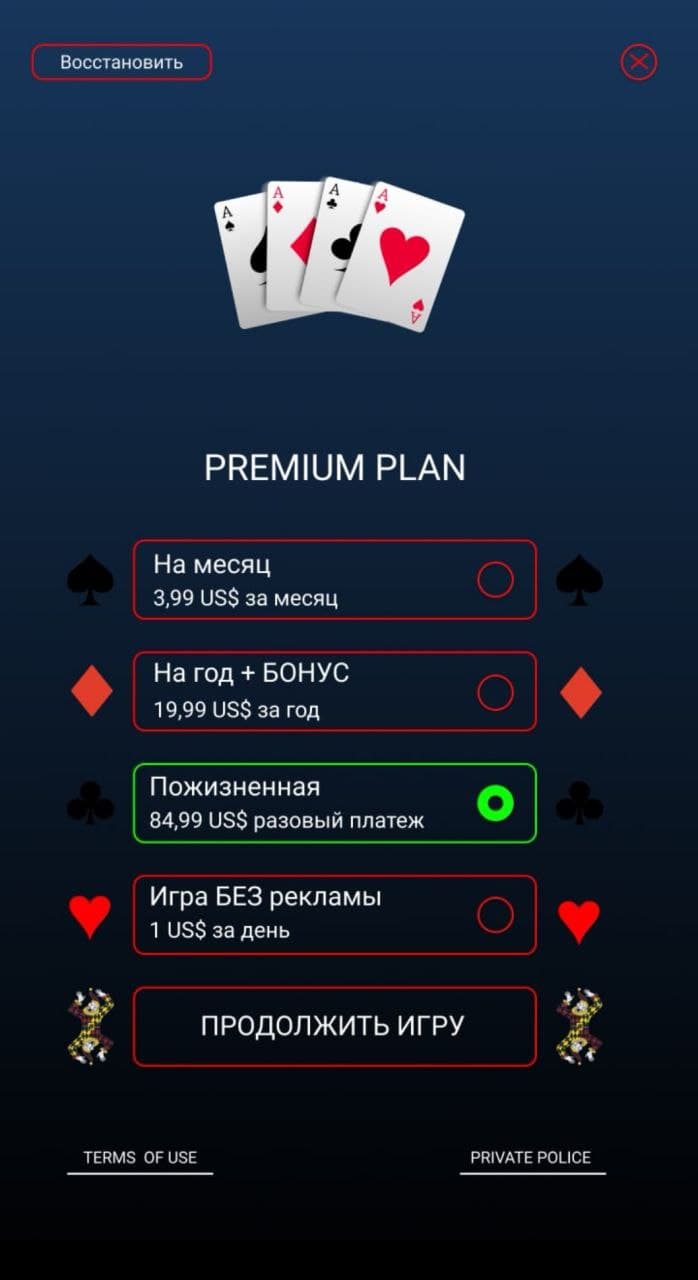 Восстановить
A
A
A
A
A
PREMIUM PLAN
На месяц
3,99 US$ за месяц
На год + БОНУС
19,99 US$ за год
Пожизненная
84,99 US$ разовый платеж
Игра БЕЗ рекламы
1 US$ за день
ПРОДОЛЖИТЬ ИГРУ
TERMS OF USE
PRIVATE POLICE